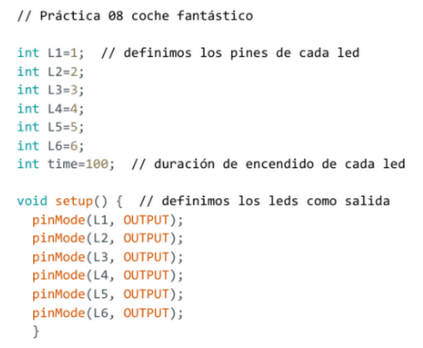 // Práctica 08 coche fantástico
int L1=1;  // definimos los pines de cada led
int L2=2;
int L3=3;
int L4=4;
int L5=5;
int L6=6;
int time=100;  // duración de encendido de cada led
void setup() {  // definimos los leds como salida
  pinMode(L1, OUTPUT);
  pinMode(L2, OUTPUT);
  pinMode(L3, OUTPUT);
  pinMode(L4, OUTPUT);
  pinMode(L5, OUTPUT);
  pinMode(L6, OUTPUT);
  }